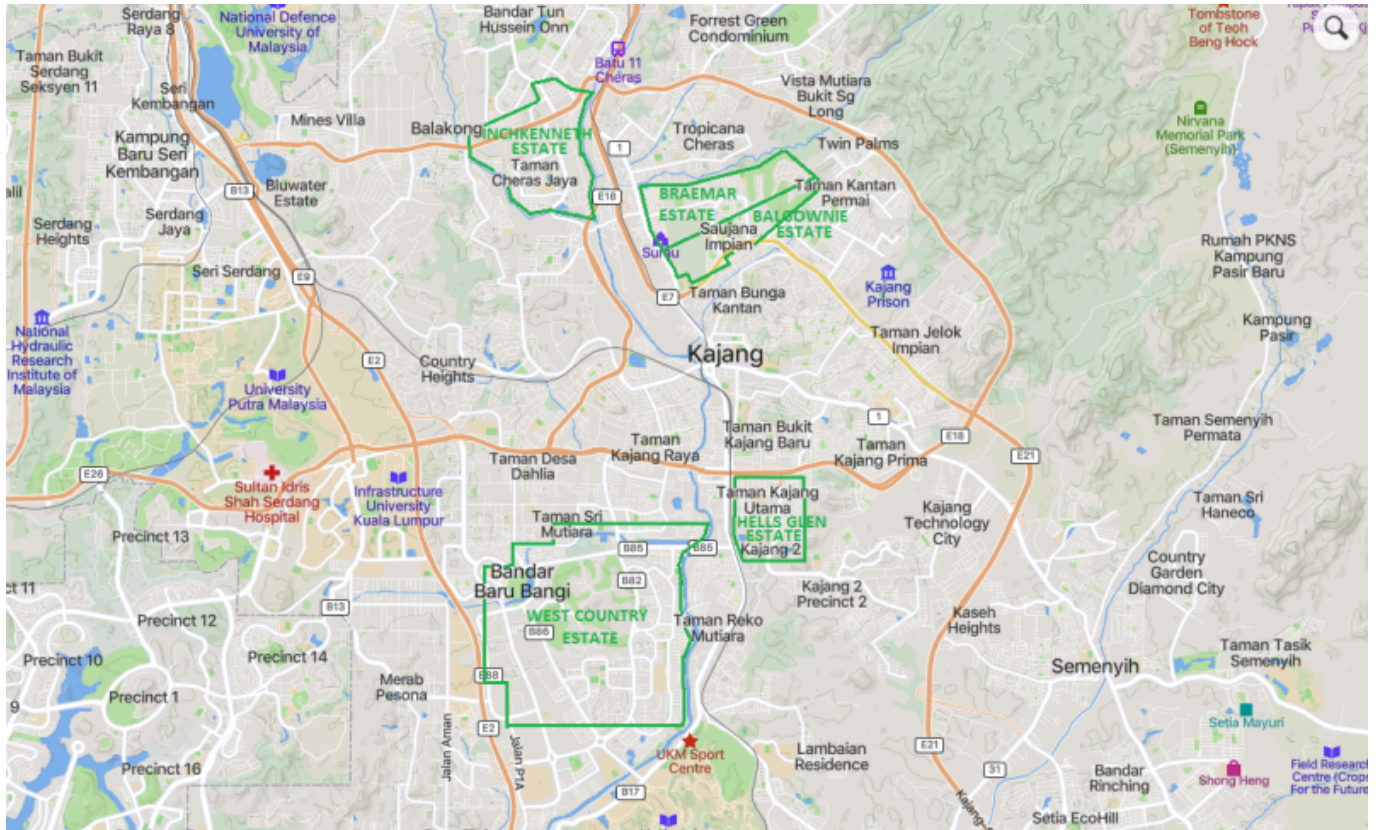 Serdang
Raya 8
National Defence
University of
Malaysia
Bandar Tun
Hussein Onn
Forrest Green
Condominium
Tombstone
of Teoh
Beng Hock
Taman Bukit
Serdang
Seksyen 11
Batu 11
Cheras
Seri
Kembangan
Vista Mutiara
Bukit Sg
Long
Mines Villa
Balakong
INCHKENNETH
ESTATE
Taman
Cheras Jaya
Tropicana
Cheras
Twin Palms
Nirvana
Memorial Park
(Semenyih)
Kampung
Baru Seri
Kembangan
1
B13
Bluwater
Estate
E18
BRAEMAR
ESTATE
Taman Kantan
Permai
BALGOWNIE
ESTATE
Saujana
Impian
Serdang
Heights
Serdang
Jaya
Rumah PKNS
Kampung
Pasir Baru
Seri Serdang
E9
E7
Taman Bunga
Kantan
Kajang
Prison
National
Hydraulic
Research
Institute of
Malaysia
Kampung
Pasir
Taman Jelok
Impian
E2
Country
Heights
Kajang
University
Putra Malaysia
1
Taman Bukit
Kajang Baru
Taman
Kajang Raya
Taman
Kajang Prima
E18
E21
Taman Semenyih
Permata
E26
Taman Desa
Dahlia
Sultan Idris
Shah Serdang
Hospital
Infrastructure
University
Kuala Lumpur
Taman Kajang
Utama
HELLS GLEN
ESTATE
Kajang 2
Kajang
Technology
City
Taman Sri
Haneco
Precinct 13
Taman Sri
Mutiara
B85
B85
Country
Garden
Diamond City
ct 11
Bandar
Baru Bangi
B82
Kajang 2
Precinct 2
B13
Precinct 12
WEST COUNTRY
ESTATE
B86
Taman Reko
Mutiara
Kaseh
Heights
Precinct 10
Precinct 14
Semenyih
Taman Tasik
Semenyih
B88
Merab
Pesona
Precinct 1
9
Setia Mayuri
E2
Jalan Aman
Jalan P1A
UKM Sport
Centre
Lambaian
Residence
E21
Precinct 16
31
Bandar
Rinching
Shong Heng
Field Research
Centre (Crops
For the Future)
B17
Setia EcoHill